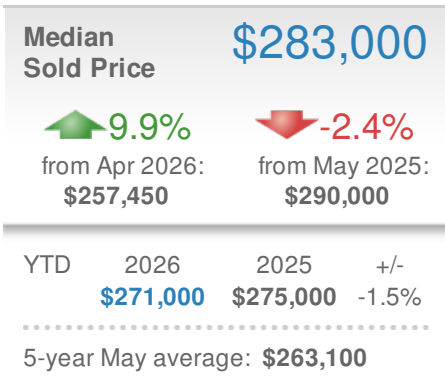 Median
Sold Price
$283,000
9.9% -2.4%
from Apr 2026: from May 2025:
$257,450 $290,000
YTD 2026 2025 +/-
$271,000 $275,000 -1.5%
5-year May average: $263,100